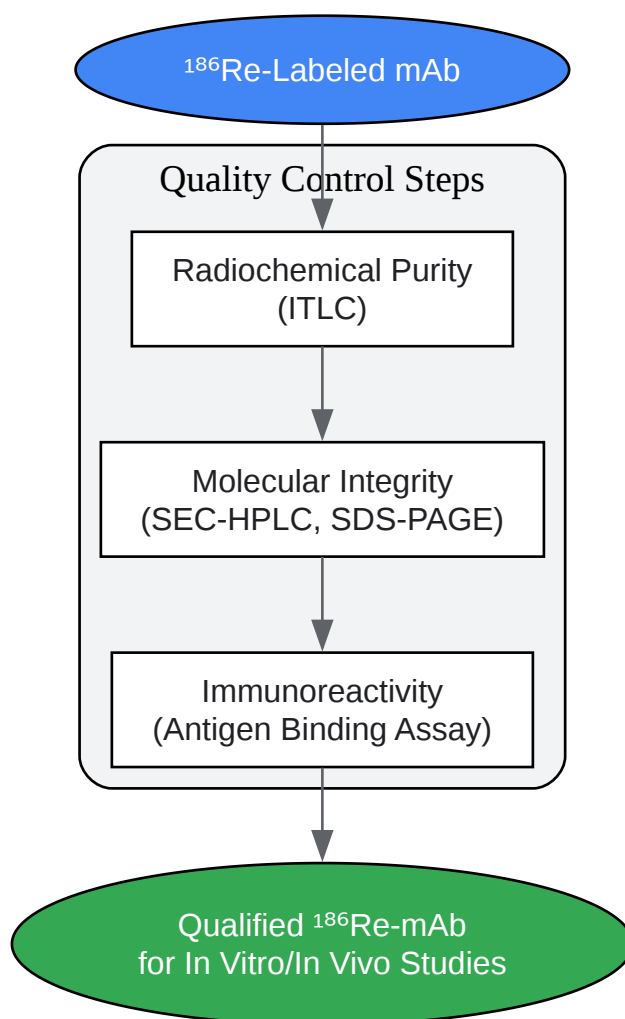 ¹⁸⁶Re-Labeled mAb
Quality Control Steps
Radiochemical Purity
(ITLC)
Molecular Integrity
(SEC-HPLC, SDS-PAGE)
Immunoreactivity
(Antigen Binding Assay)
Qualified ¹⁸⁶Re-mAb
for In Vitro/In Vivo Studies